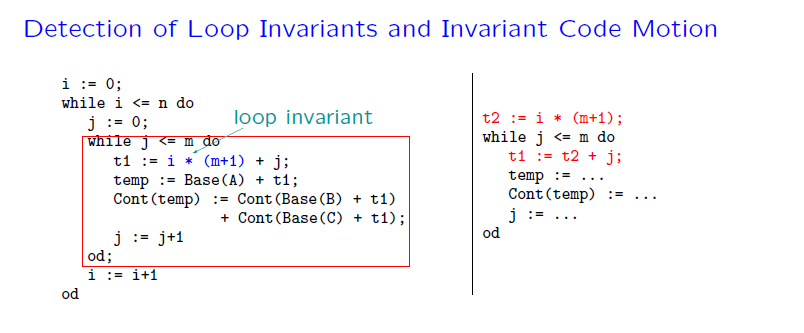 Detection of Loop Invariants and Invariant Code Motion
i := 0;
while i <= n do
j := 0;
loop invariant
while j <= m do
t1 := i * (m+1) + j;
temp := Base(A) + t1;
Cont(temp) := Cont(Base(B) + t1)
+ Cont(Base(C) + t1);
j := j+1
od;
i := i+1
od
t2 := i * (m+1);
while j <= m do
t1 := t2 + j;
temp := ...
Cont(temp) := ...
j := ...
od